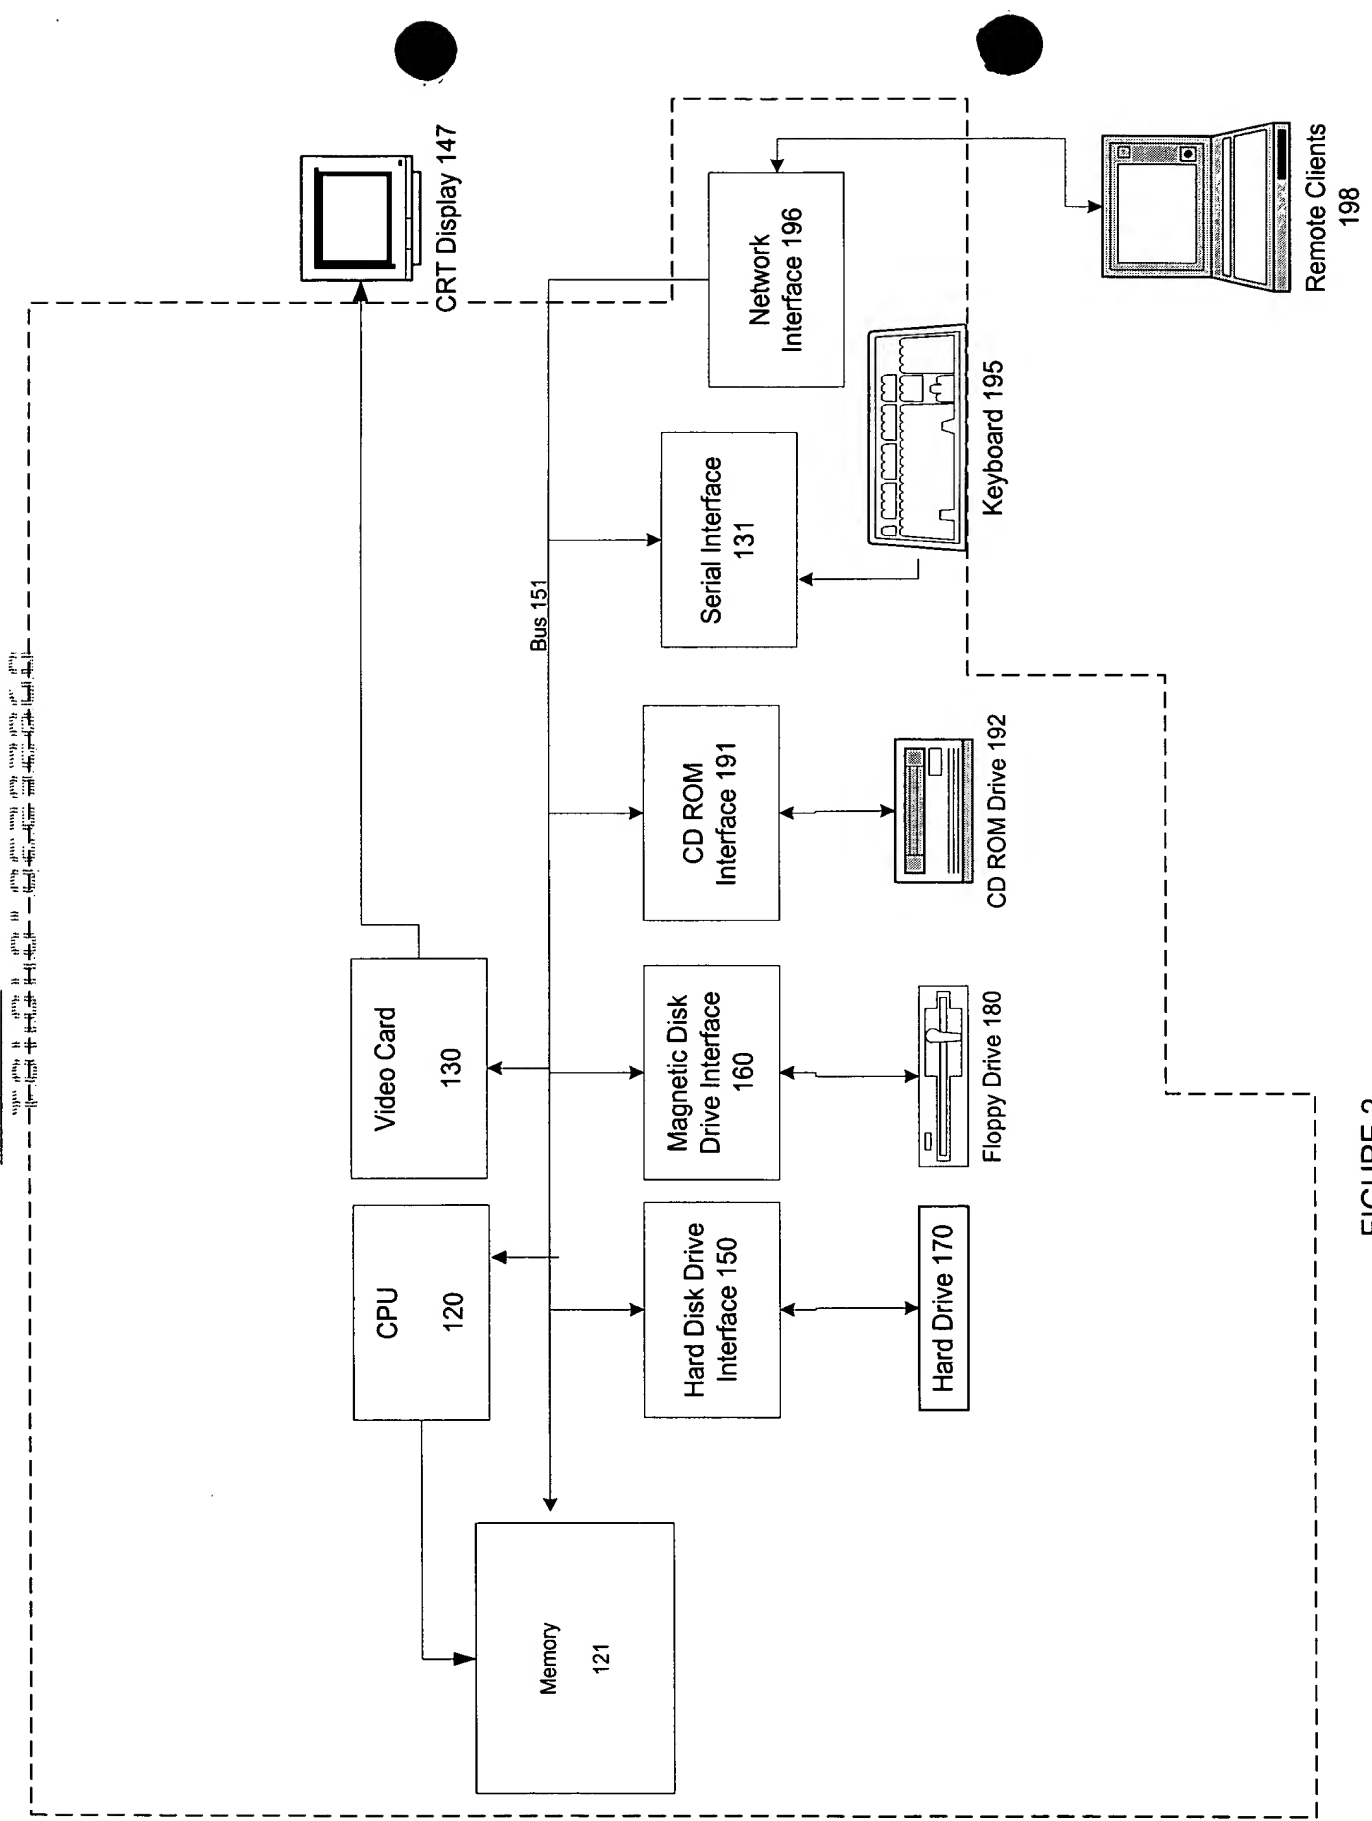 CRT Display 147
Video Card
130
CPU
120
Bus 151
Memory
121
Hard Disk Drive
Interface 150
Magnetic Disk
Drive Interface
160
CD ROM
Interface 191
Serial Interface
131
Network
Interface 196
Hard Drive 170
Floppy Drive 180
CD ROM Drive 192
Keyboard 195
Remote Clients
198